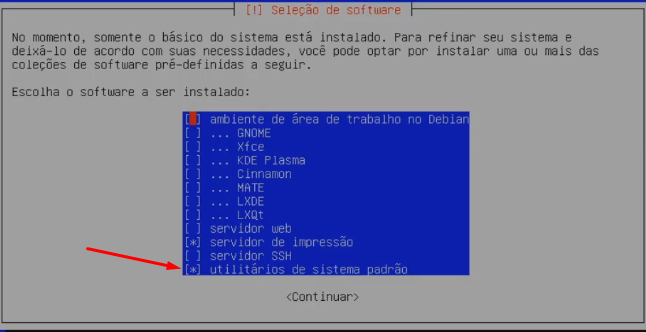 [!] Seleção de software
No momento, somente o básico do sistema está instalado. Para refinar seu sistema e
deixá-lo de acordo com suas necessidades, você pode optar por instalar uma ou mais das
coleções de software pré-definidas a seguir.
Escolha o software a ser instalado:
[ ] ambiente de área de trabalho no Debian
[ ] ... GNOME
[ ] ... Xfce
[ ] ... KDE Plasma
[ ] ... Cinnamon
[ ] ... MATE
[ ] ... LXDE
[ ] ... LXQt
[ ] servidor web
[*] servidor de impressão
[ ] servidor SSH
[*] utilitários de sistema padrão
<Continuar>